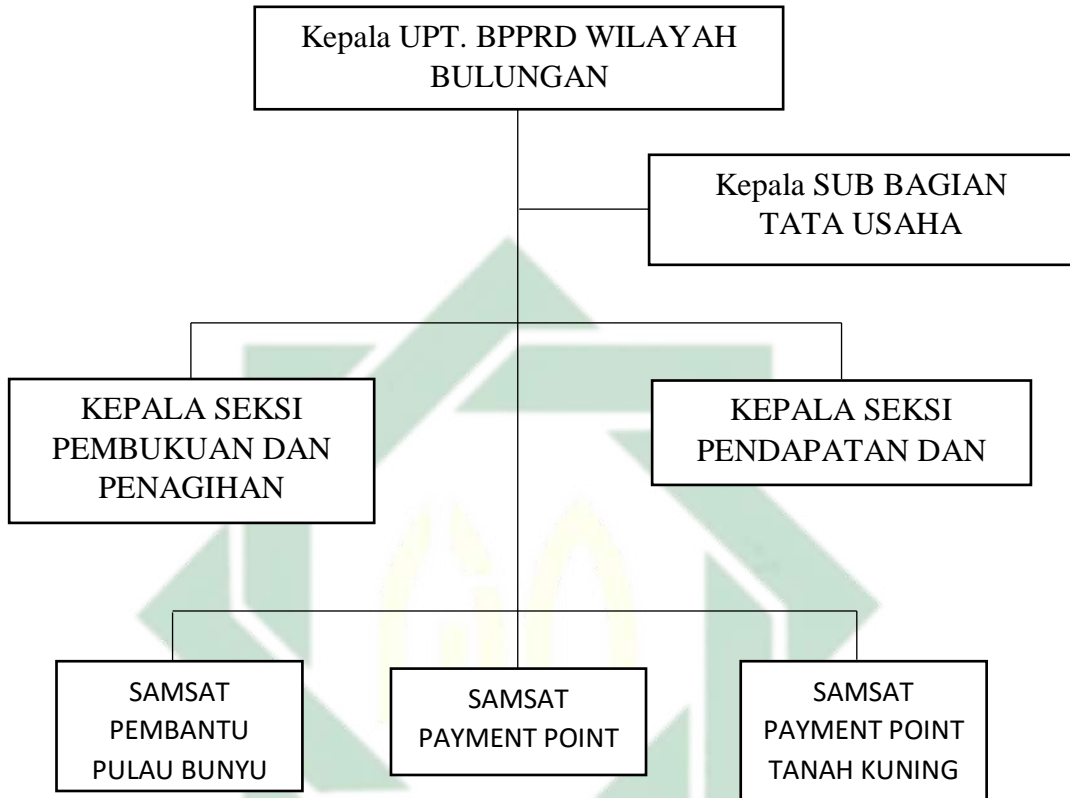 Kepala UPT. BPPRD WILAYAH
BULUNGAN
Kepala SUB BAGIAN
TATA USAHA
KEPALA SEKSI
PEMBUKUAN DAN
PENAGIHAN
KEPALA SEKSI
PENDAPATAN DAN
SAMSAT
PEMBANTU
PULAU BUNYU
SAMSAT
PAYMENT POINT
SAMSAT
PAYMENT POINT
TANAH KUNING